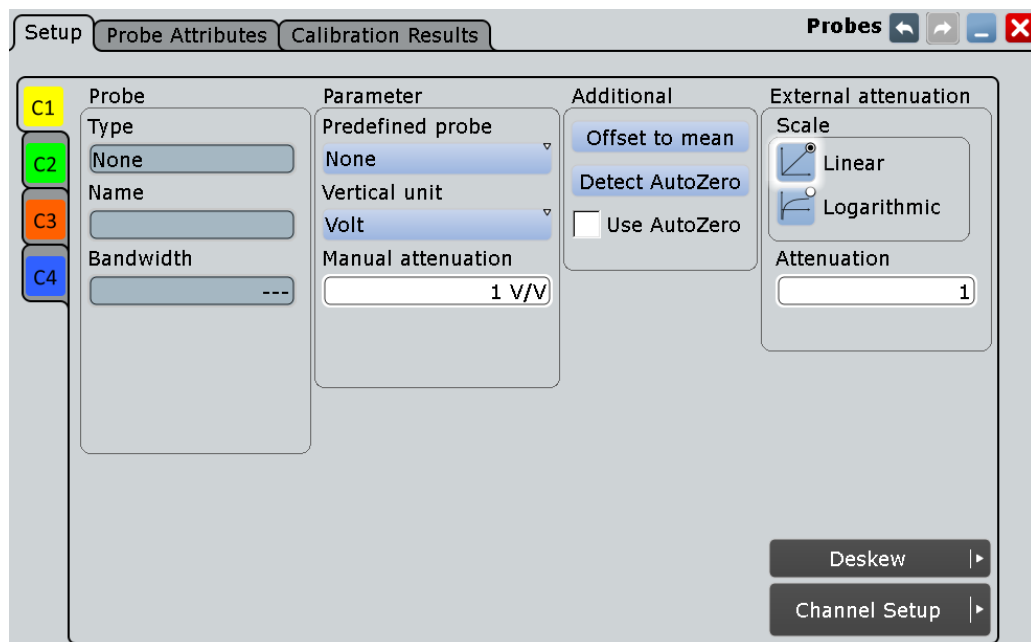 Setup
Probe Attributes
Calibration Results
Probes
C1
C2
C3
C4
Probe
Type
None
Name
Bandwidth
---
Parameter
Predefined probe
None
Vertical unit
Volt
Manual attenuation
1 V/V
Additional
Offset to mean
Detect AutoZero
Use AutoZero
External attenuation
Scale
Linear
Logarithmic
Attenuation
1
Deskew
Channel Setup